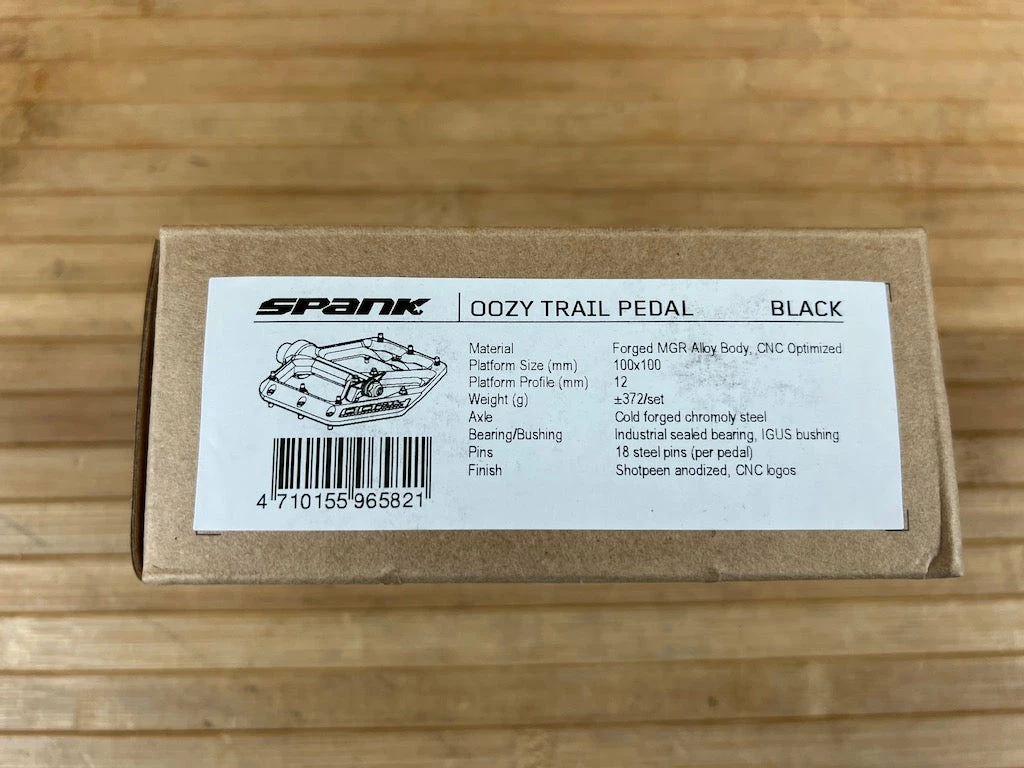 SPANK OOZY TRAIL PEDAL BLACK
Material Forged MGR Alloy Body, CNC Optimized
Platform Size (mm) 100x100
Platform Profile (mm) 12
Weight (g) ±372/set
Axle Cold forged chromoly steel
Bearing/Bushing Industrial sealed bearing, IGUS bushing
Pins 18 steel pins (per pedal)
Finish Shotpeen anodized, CNC logos
4 710155 965821